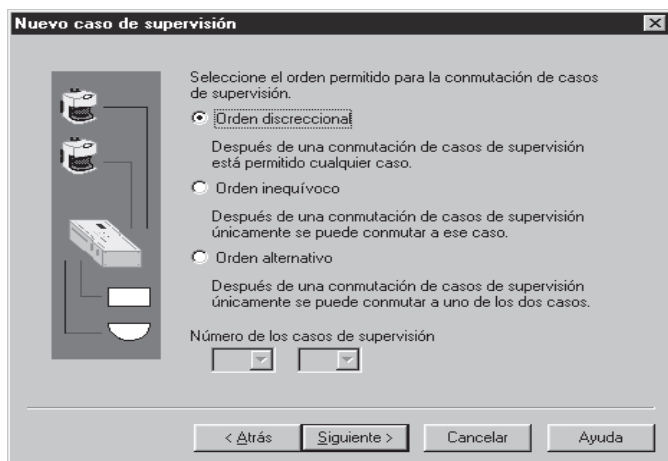 Nuevo caso de supervisión
Seleccione el orden permitido para la conmutación de casos
de supervisión.
Orden discreccional
Después de una conmutación de casos de supervisión
está permitido cualquier caso.
Orden inequívoco
Después de una conmutación de casos de supervisión
únicamente se puede conmutar a ese caso.
Orden alternativo
Después de una conmutación de casos de supervisión
únicamente se puede conmutar a uno de los dos casos.
Número de los casos de supervisión
< Atrás Siguiente > Cancelar Ayuda